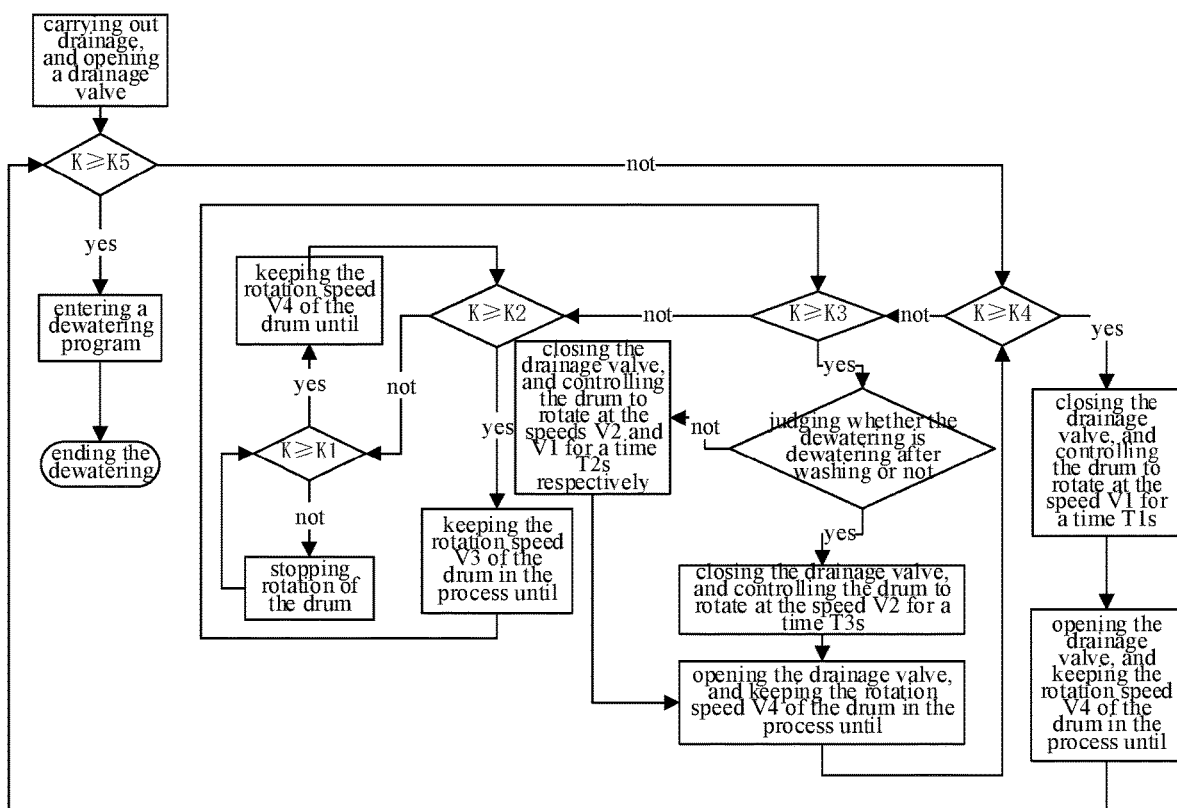 carrying out
drainage,
and opening
a drainage
valve
K≥K5
not
yes
entering a
dewatering
program
ending the
dewatering
keeping the
rotation speed
V4 of the
drum until
K≥K2
not
K≥K3
not
K≥K4
yes
yes
not
yes
K≥K1
not
stopping
rotation of
the drum
yes
keeping the
rotation speed
V3 of the
drum in the
process until
closing the
drainage valve,
and controlling
the drum to
rotate at the
speeds V2 and
V1 for a time
T2s
respectively
not
judging whether the
dewatering is
dewatering after
washing or not
yes
closing the drainage valve,
and controlling the drum to
rotate at the speed V2 for a
time T3s
opening the drainage valve,
and keeping the rotation
speed V4 of the drum in the
process until
closing the
drainage
valve, and
controlling
the drum to
rotate at the
speed V1 for
a time T1s
opening the
drainage
valve, and
keeping the
rotation speed
V4 of the
drum in the
process until